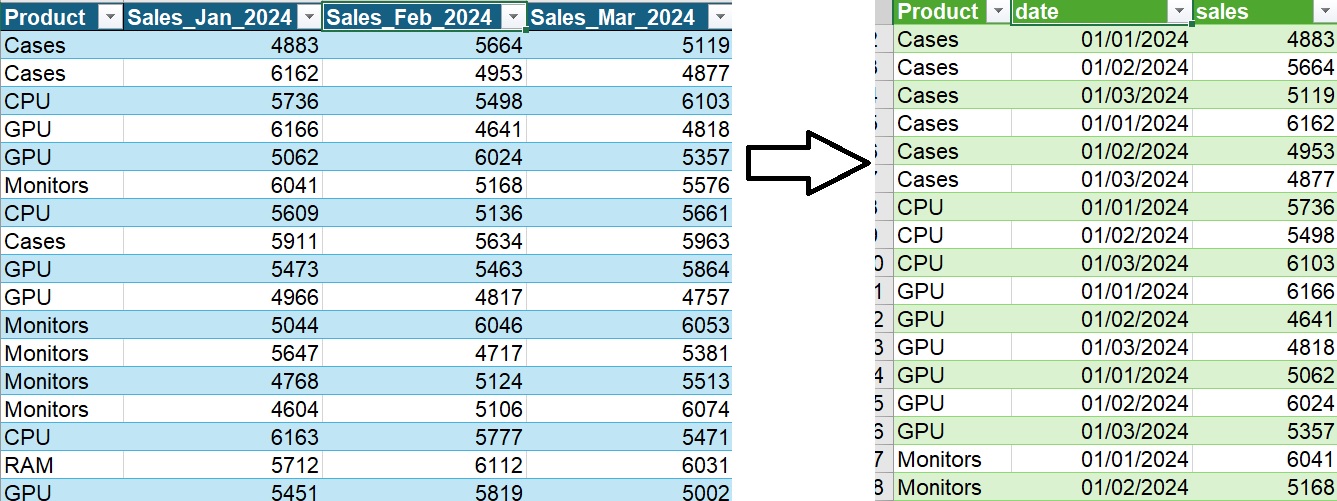 Product Sales_Jan_2024 Sales_Feb_2024 Sales_Mar_2024
Cases 4883 5664 5119
Cases 6162 4953 4877
CPU 5736 5498 6103
GPU 6166 4641 4818
GPU 5062 6024 5357
Monitors 6041 5168 5576
CPU 5609 5136 5661
Cases 5911 5634 5963
GPU 5473 5463 5864
GPU 4966 4817 4757
Monitors 5044 6046 6053
Monitors 5647 4717 5381
Monitors 4768 5124 5513
Monitors 4604 5106 6074
CPU 6163 5777 5471
RAM 5712 6112 6031
GPU 5451 5819 5002
Product date sales
Cases 01/01/2024 4883
Cases 01/02/2024 5664
Cases 01/03/2024 5119
Cases 01/01/2024 6162
Cases 01/02/2024 4953
Cases 01/03/2024 4877
CPU 01/01/2024 5736
CPU 01/02/2024 5498
CPU 01/03/2024 6103
GPU 01/01/2024 6166
GPU 01/02/2024 4641
GPU 01/03/2024 4818
GPU 01/01/2024 5062
GPU 01/02/2024 6024
GPU 01/03/2024 5357
Monitors 01/01/2024 6041
Monitors 01/02/2024 5168